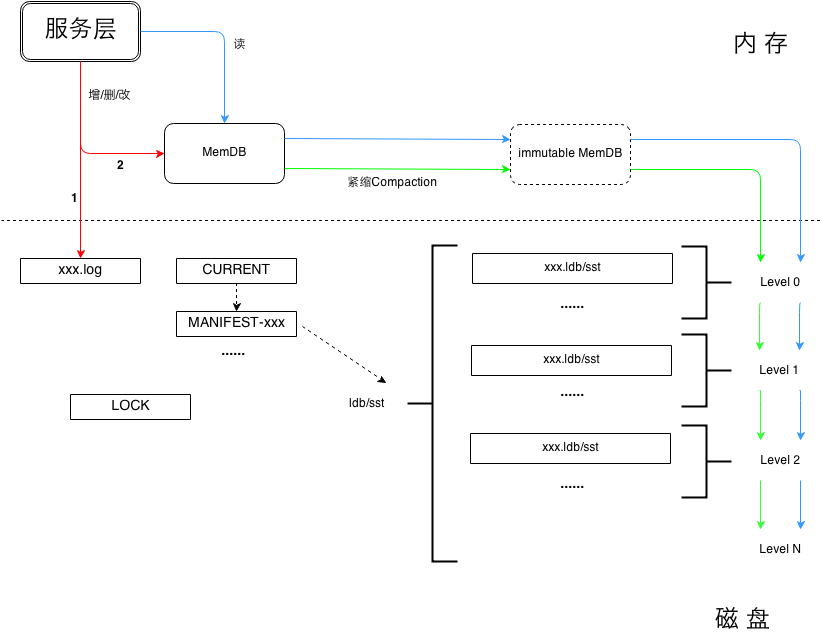 服务层
读
内 存
增/删/改
MemDB
immutable MemDB
2
紧缩Compaction
1
xxx.log
CURRENT
xxx.ldb/sst
Level 0
......
MANIFEST-xxx
......
xxx.ldb/sst
Level 1
......
LOCK
ldb/sst
xxx.ldb/sst
Level 2
......
Level N
磁 盘